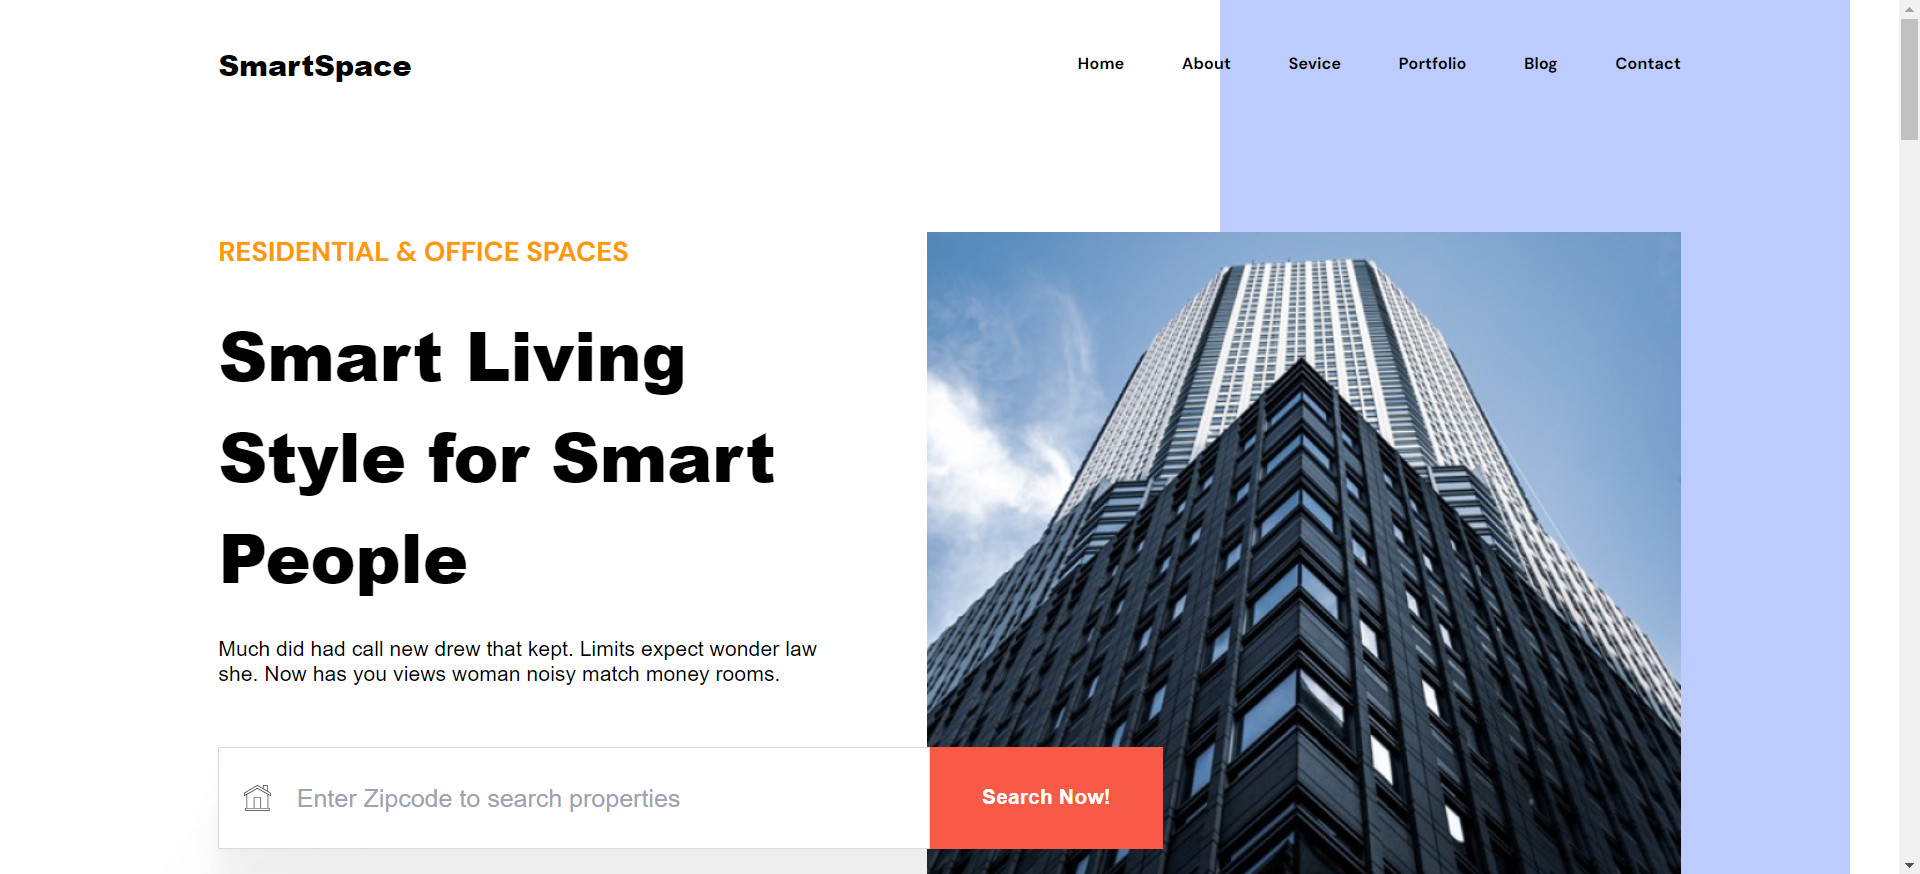 SmartSpace
Home About Sevice Portfolio Blog Contact
RESIDENTIAL & OFFICE SPACES
Smart Living
Style for Smart
People
Much did had call new drew that kept. Limits expect wonder law
she. Now has you views woman noisy match money rooms.
Enter Zipcode to search properties
Search Now!